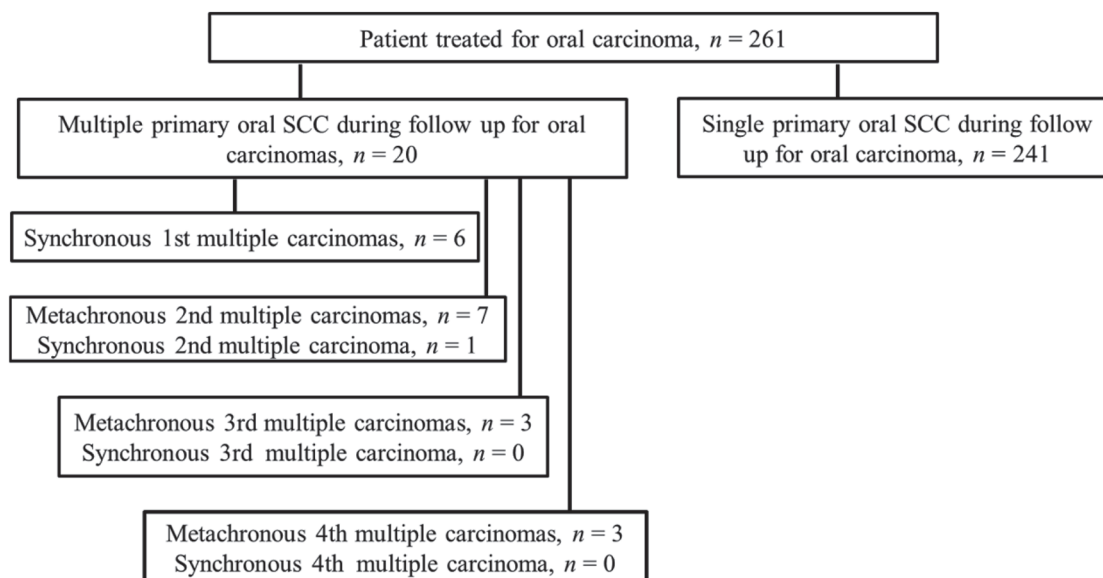 Patient treated for oral carcinoma, n = 261
Multiple primary oral SCC during follow up for oral
carcinomas, n = 20
Single primary oral SCC during follow
up for oral carcinoma, n = 241
Synchronous 1st multiple carcinomas, n = 6
Metachronous 2nd multiple carcinomas, n = 7
Synchronous 2nd multiple carcinoma, n = 1
Metachronous 3rd multiple carcinomas, n = 3
Synchronous 3rd multiple carcinoma, n = 0
Metachronous 4th multiple carcinomas, n = 3
Synchronous 4th multiple carcinoma, n = 0